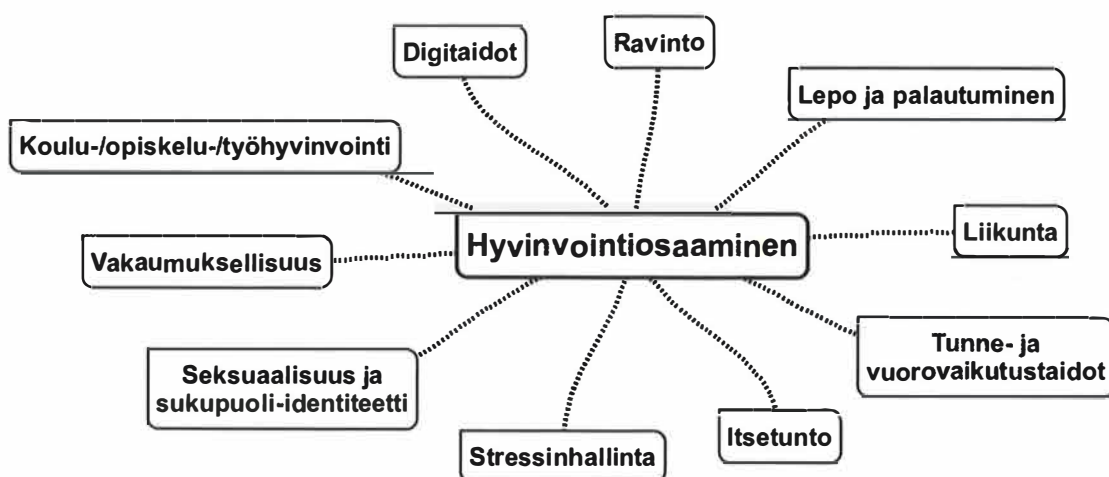 Digitaidot
Ravinto
Lepo ja palautuminen
Koulu-/opiskelu-/työhyvinvointi
Hyvinvointiosaaminen
Liikunta
Vakaumuksellisuus
Tunne- ja
vuorovaikutustaidot
Seksuaalisuus ja
sukupuoli-identiteetti
Itsetunto
Stressinhallinta